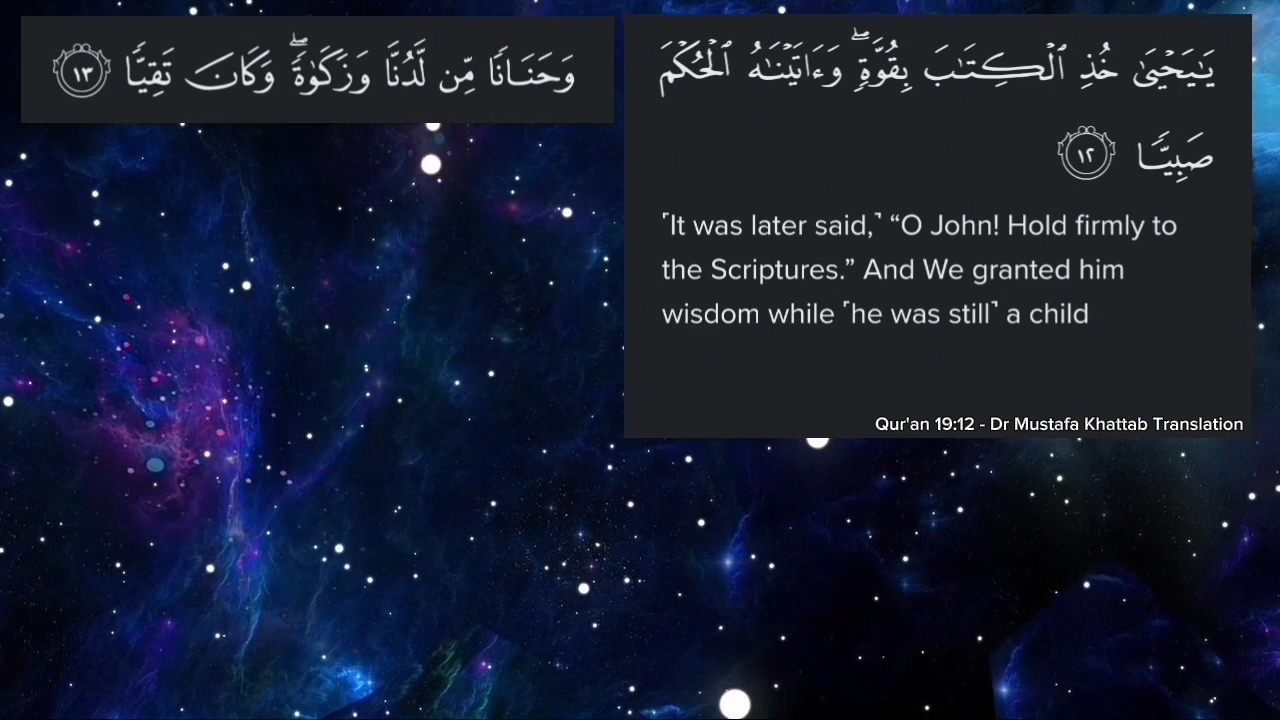 يَـٰيَحْيَىٰ خُذِ ٱلْكِتَـٰبَ بِقُوَّةٍۢ ۖ وَءَاتَيْنَـٰهُ ٱلْحُكْمَ
صَبِيًّۭا ١٢
˹It was later said,˺ “O John! Hold firmly to
the Scriptures.” And We granted him
wisdom while ˹he was still˺ a child
Qur'an 19:12 - Dr Mustafa Khattab Translation
وَحَنَانًۭا مِّن لَّدُنَّا وَزَكَوٰةًۭ ۖ وَكَانَ تَقِيًّۭا ١٣